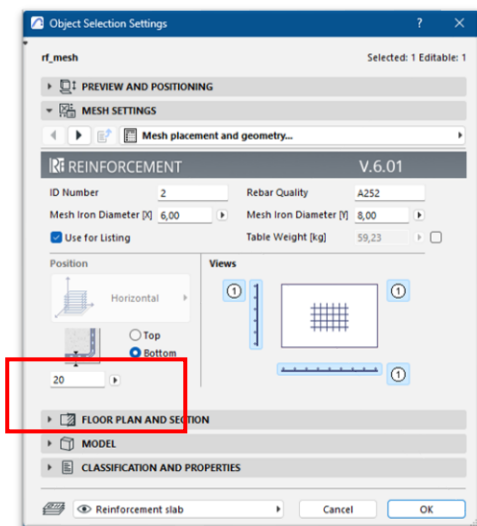 Object Selection Settings
rf_mesh Selected: 1 Editable: 1
PREVIEW AND POSITIONING
MESH SETTINGS
Mesh placement and geometry...
REINFORCEMENT V.6.01
ID Number 2 Rebar Quality A252
Mesh Iron Diameter [X] 6,00 Mesh Iron Diameter [Y] 8,00
Use for Listing Table Weight [kg] 59,23
Position Views
Horizontal 1 1
Top
Bottom
1
20
FLOOR PLAN AND SECTION
MODEL
CLASSIFICATION AND PROPERTIES
Reinforcement slab Cancel OK